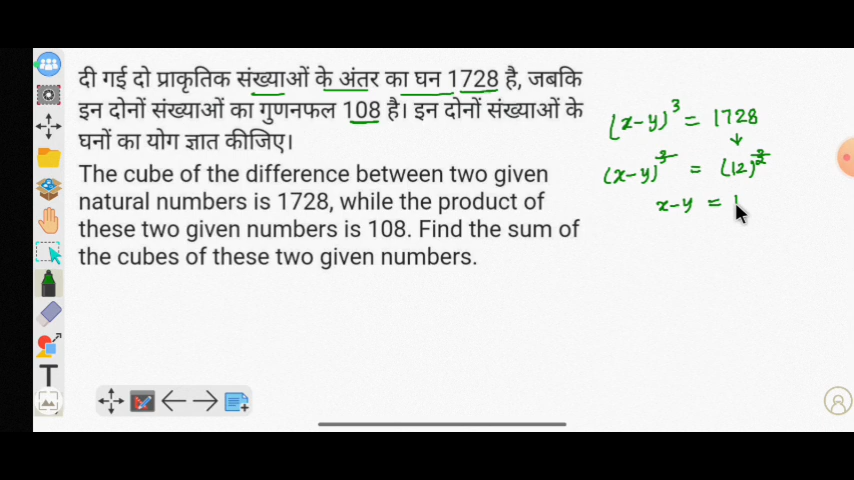 दी गई दो प्राकृतिक संख्याओं के अंतर का घन 1728 है, जबकि
इन दोनों संख्याओं का गुणनफल 108 है। इन दोनों संख्याओं के
घनों का योग ज्ञात कीजिए।
The cube of the difference between two given
natural numbers is 1728, while the product of
these two given numbers is 108. Find the sum of
the cubes of these two given numbers.
(x-y)³ = 1728
(x-y)³ = (12)³
x-y = 1
T